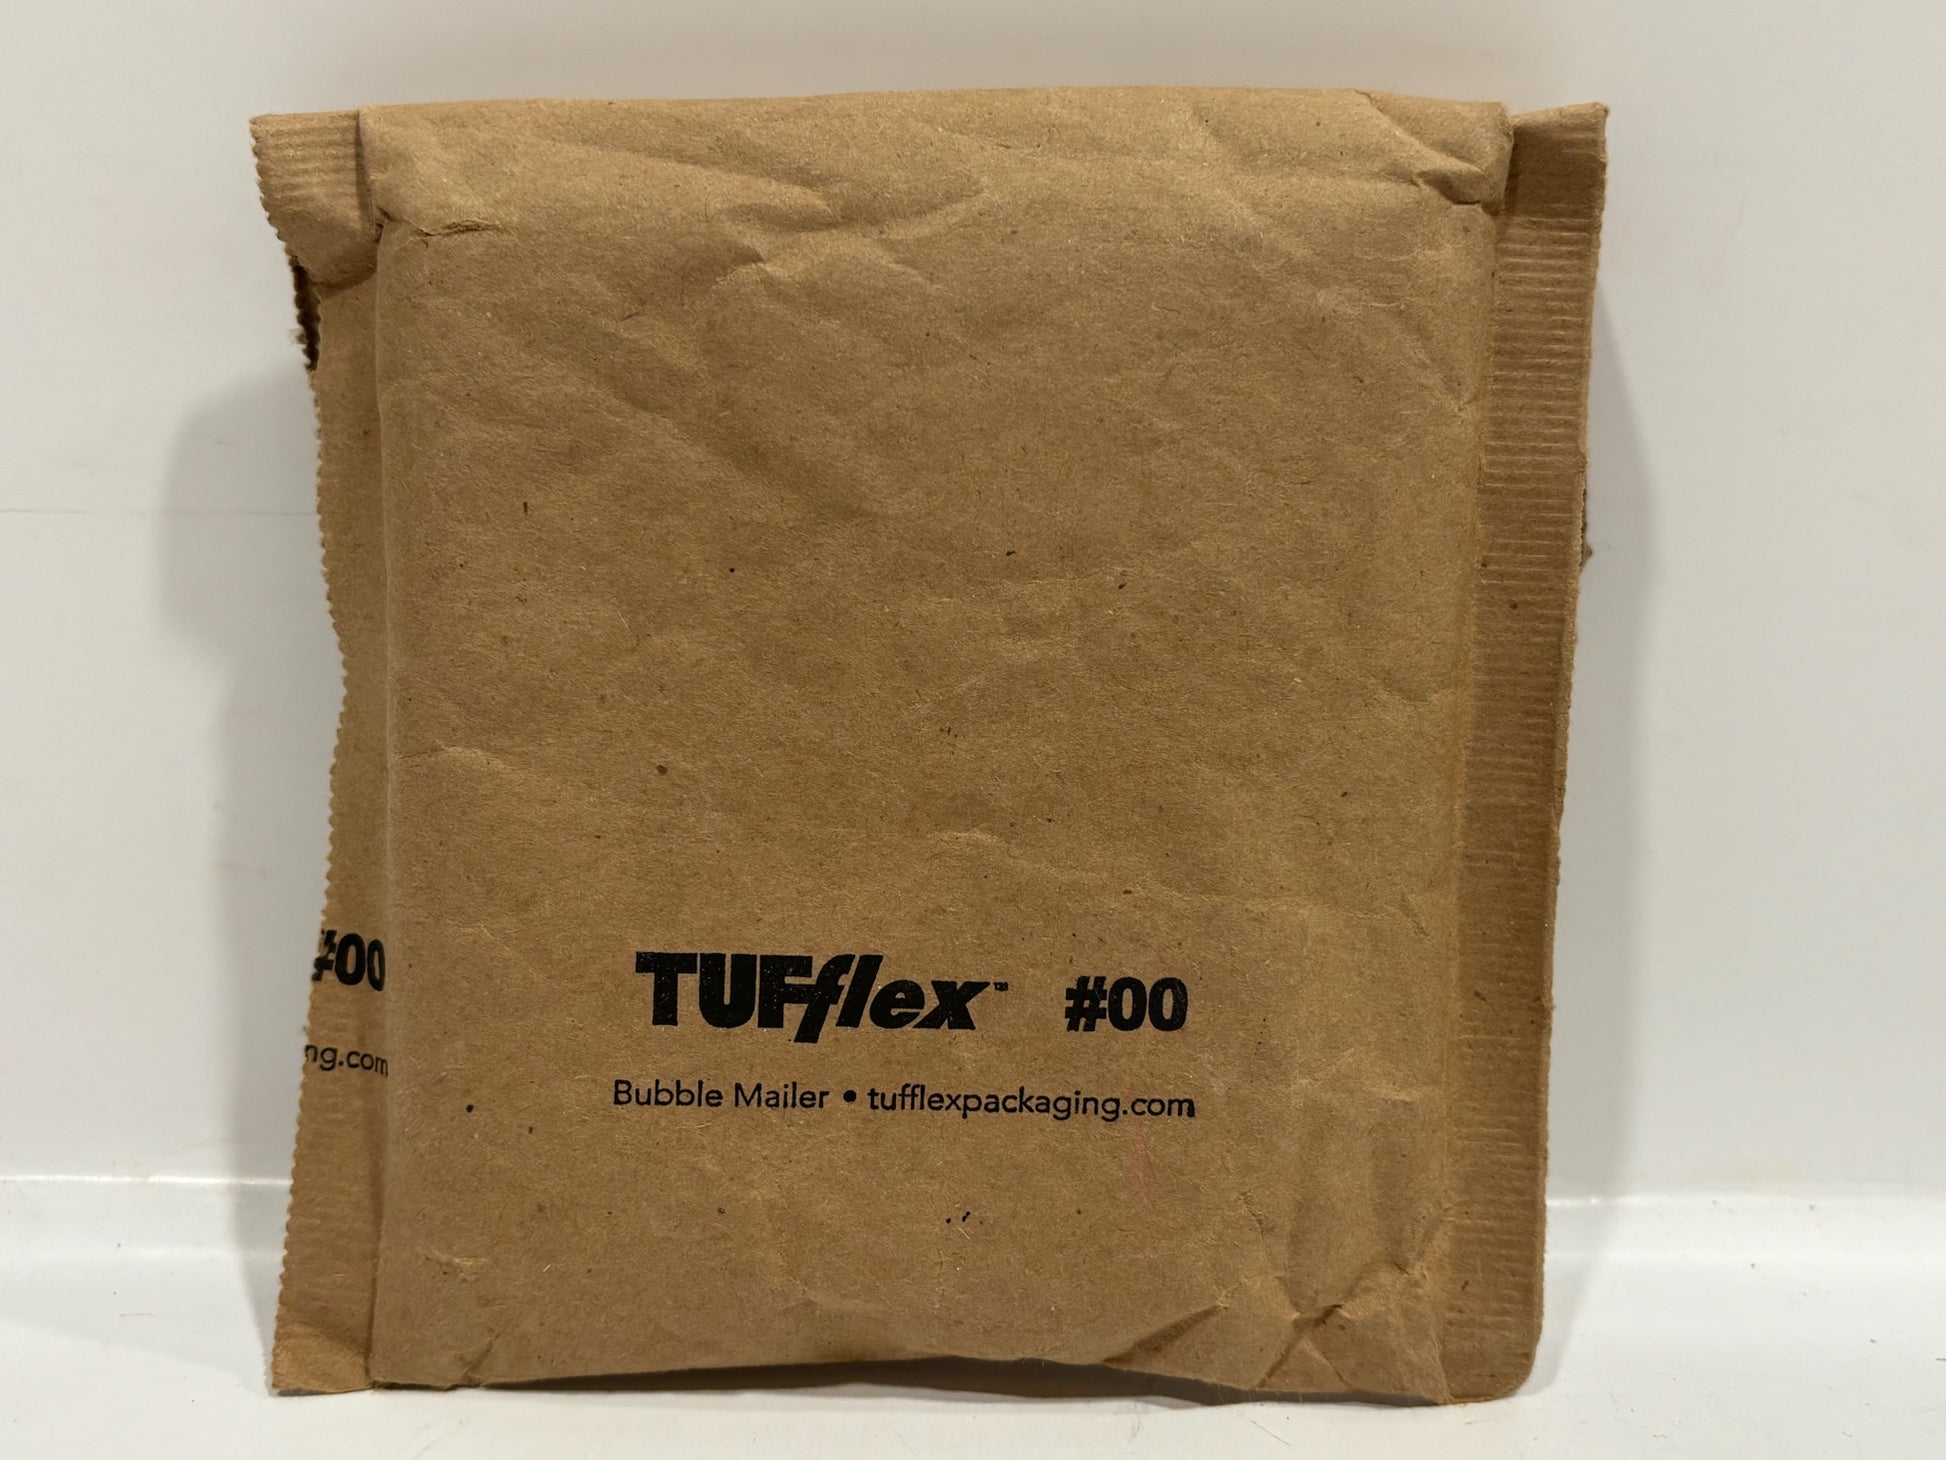 #00
ng.com
TUFflex™ #00
Bubble Mailer • tufflexpackaging.com